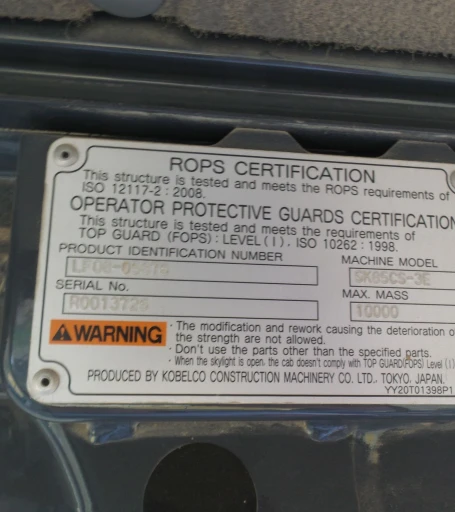 ROPS CERTIFICATION
This structure is tested and meets the ROPS requirements of
ISO 12117-2 : 2008.
OPERATOR PROTECTIVE GUARDS CERTIFICATION
This structure is tested and meets the requirements of
TOP GUARD (FOPS) : LEVEL ( I ) , ISO 10262 : 1998.
PRODUCT IDENTIFICATION NUMBER
MACHINE MODEL
SK85CS-3E
SERIAL No.
R0013725
MAX. MASS
10000
WARNING
· The modification and rework causing the deterioration o
the strength are not allowed.
· Don't use the parts other than the specified parts.
· When the skylight is open, the cab doesn't comply with TOP GUARD(FOPS) Level (I)
PRODUCED BY KOBELCO CONSTRUCTION MACHINERY CO. LTD., TOKYO, JAPAN.
YY20T01398P1